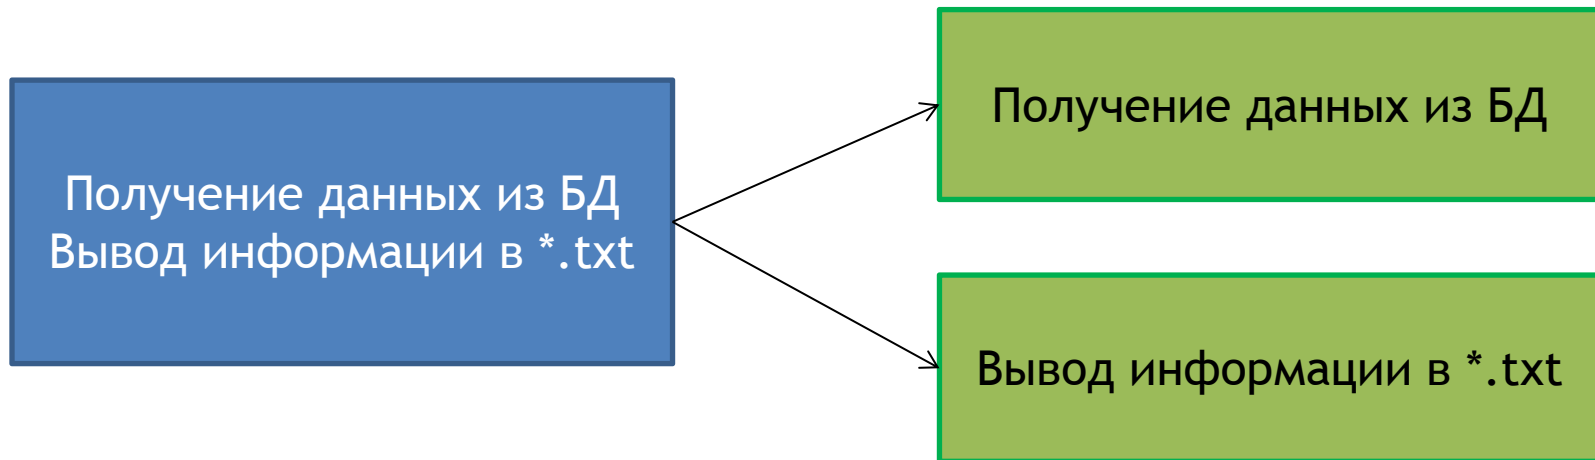 Получение данных из БД
Вывод информации в *.txt
Получение данных из БД
Вывод информации в *.txt